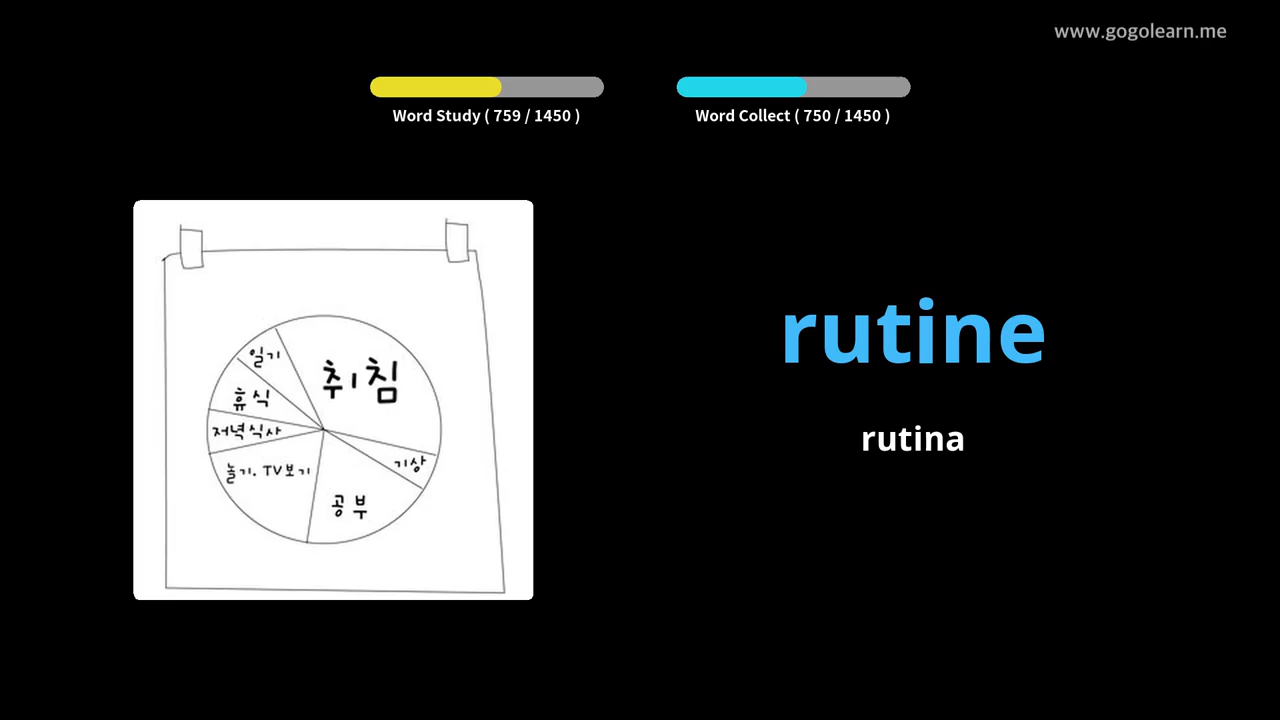 www.gogolearn.me
Word Study ( 759 / 1450 )
Word Collect ( 750 / 1450 )
일기
취침
휴식
저녁식사
기상
놀기. TV보기
공부
rutine
rutina